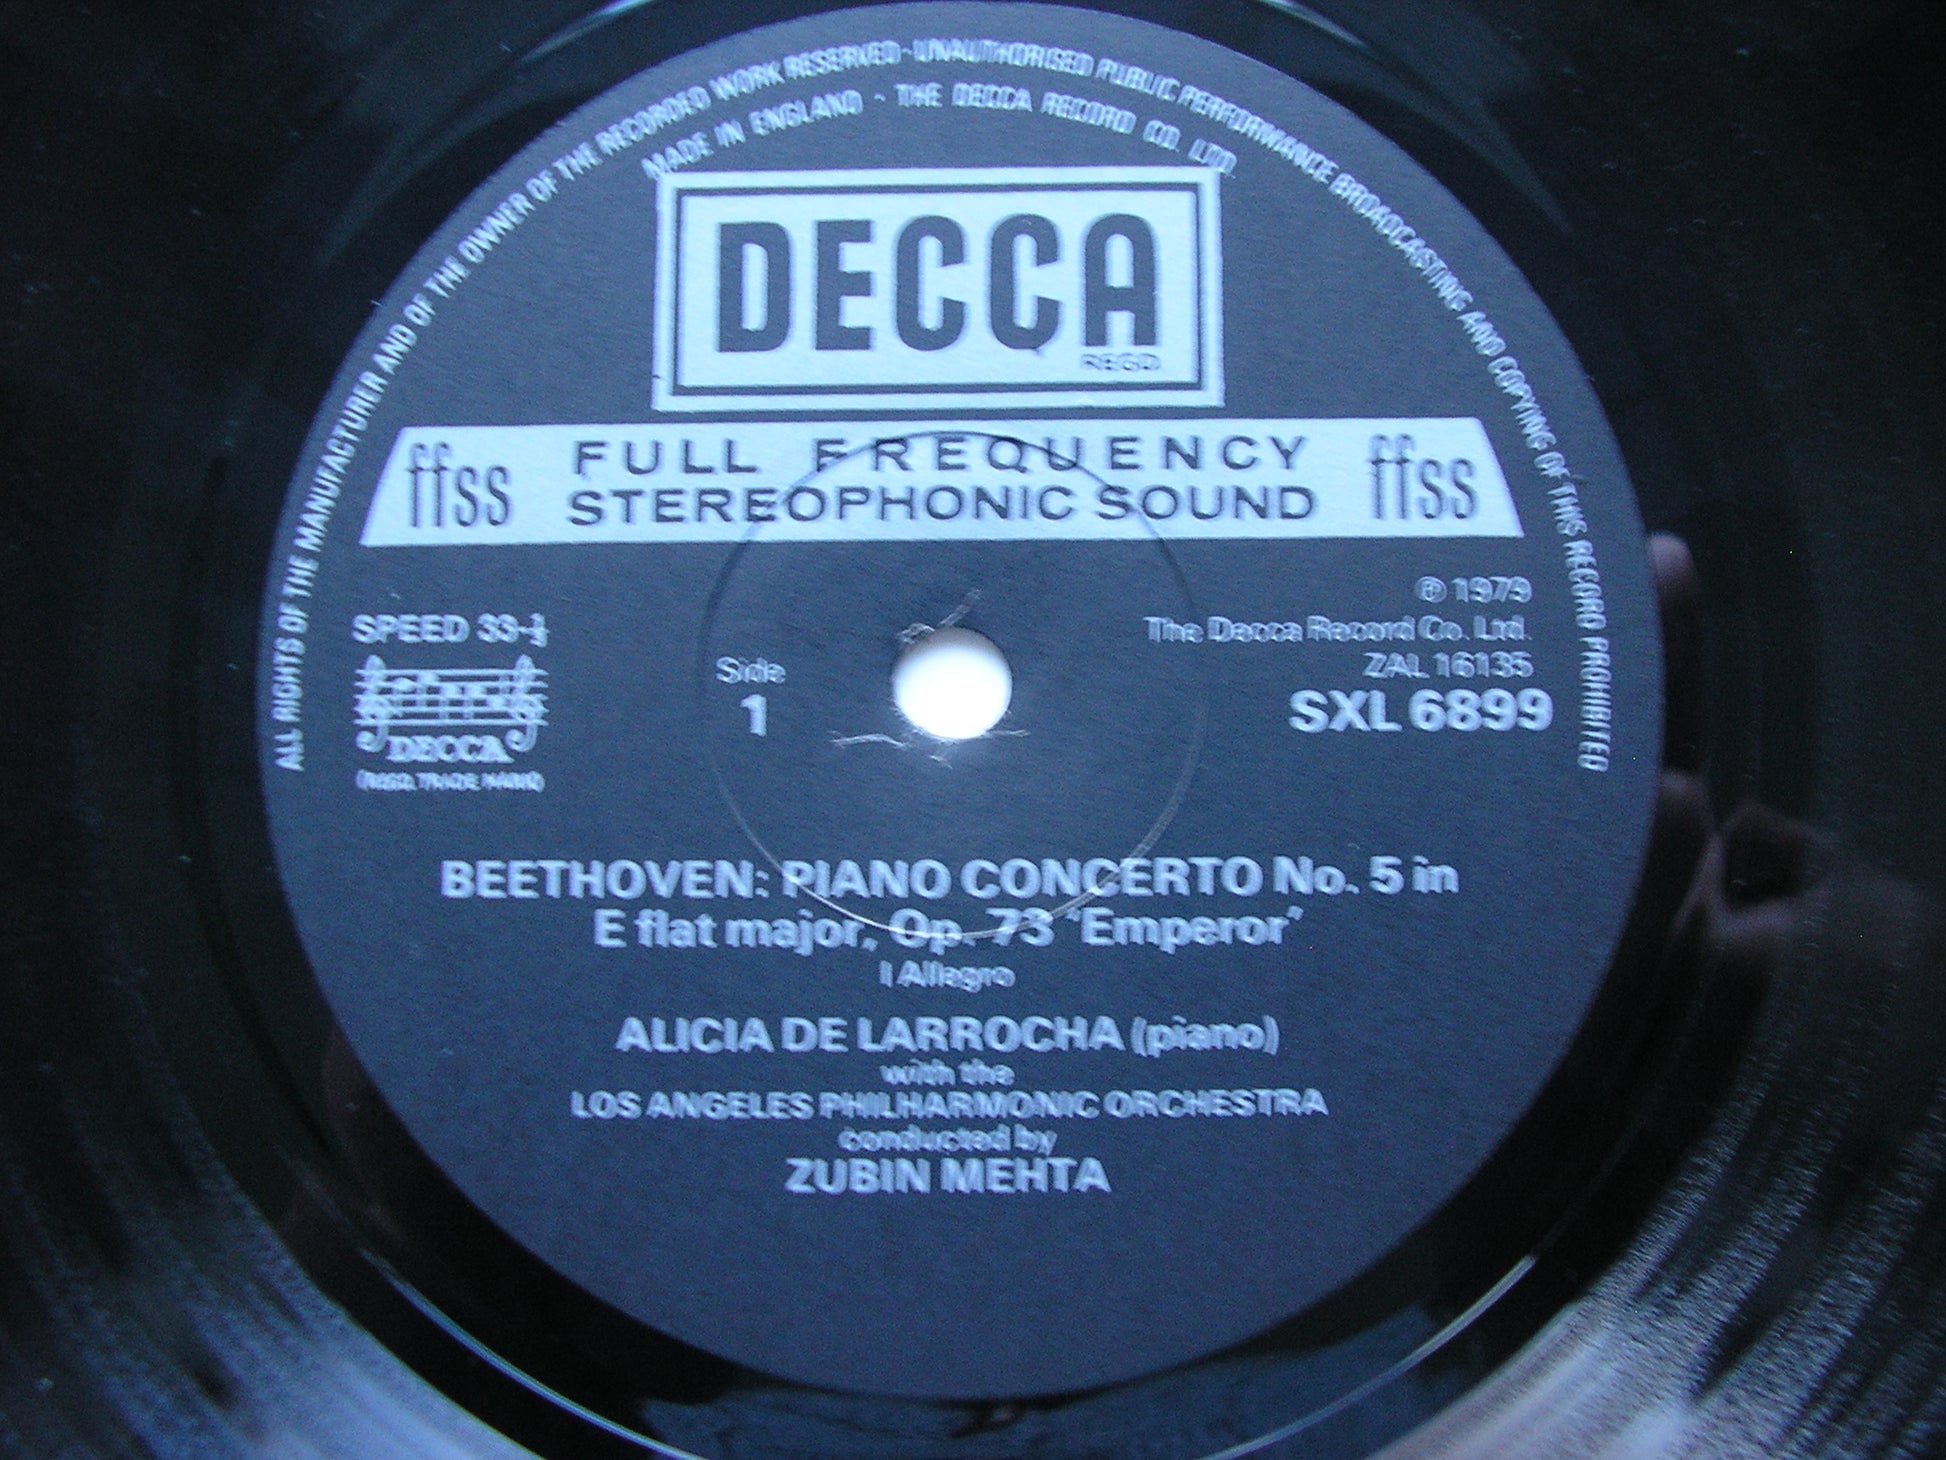 ALL RIGHTS OF THE MANUFACTURER AND OF THE OWNER OF THE RECORDED WORK RESERVED · UNAUTHORISED PUBLIC PERFORMANCE BROADCASTING AND COPYING OF THIS RECORD PROHIBITED
MADE IN ENGLAND · THE DECCA RECORD CO. LTD.
DECCA
REGD.
ffss FULL FREQUENCY ffss
STEREOPHONIC SOUND
℗ 1979
SPEED 33-⅓ The Decca Record Co. Ltd.
Side ZAL 16135
1 SXL 6899
DECCA
(REGD. TRADE MARK)
BEETHOVEN: PIANO CONCERTO No. 5 in
E flat major, Op. 73 "Emperor"
I Allegro
ALICIA DE LARROCHA (piano)
with the
LOS ANGELES PHILHARMONIC ORCHESTRA
conducted by
ZUBIN MEHTA